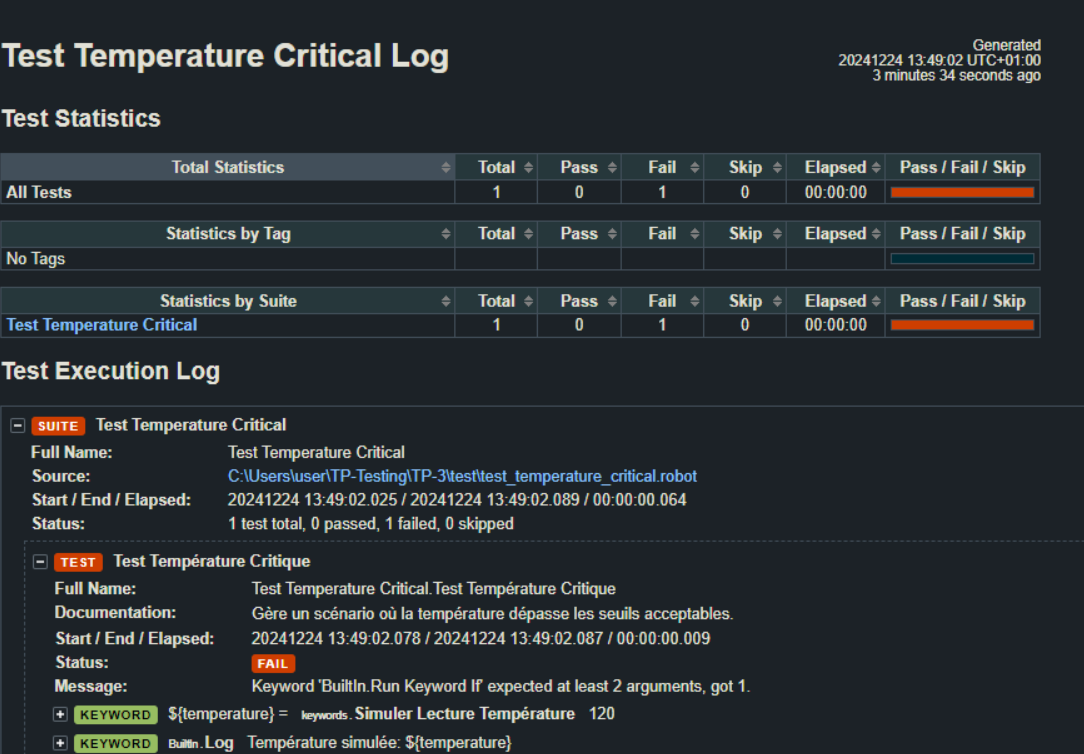 Test Temperature Critical Log
Generated
20241224 13:49:02 UTC+01:00
3 minutes 34 seconds ago
Test Statistics
Total Statistics Total Pass Fail Skip Elapsed Pass / Fail / Skip
All Tests 1 0 1 0 00:00:00
Statistics by Tag Total Pass Fail Skip Elapsed Pass / Fail / Skip
No Tags
Statistics by Suite Total Pass Fail Skip Elapsed Pass / Fail / Skip
Test Temperature Critical 1 0 1 0 00:00:00
Test Execution Log
SUITE Test Temperature Critical
Full Name: Test Temperature Critical
Source: C:\Users\user\TP-Testing\TP-3\test\test_temperature_critical.robot
Start / End / Elapsed: 20241224 13:49:02.025 / 20241224 13:49:02.089 / 00:00:00.064
Status: 1 test total, 0 passed, 1 failed, 0 skipped
TEST Test Température Critique
Full Name: Test Temperature Critical.Test Température Critique
Documentation: Gère un scénario où la température dépasse les seuils acceptables.
Start / End / Elapsed: 20241224 13:49:02.078 / 20241224 13:49:02.087 / 00:00:00.009
Status: FAIL
Message: Keyword 'BuiltIn.Run Keyword If' expected at least 2 arguments, got 1.
KEYWORD ${temperature} = keywords.Simuler Lecture Température 120
KEYWORD BuiltIn.Log Température simulée: ${temperature}